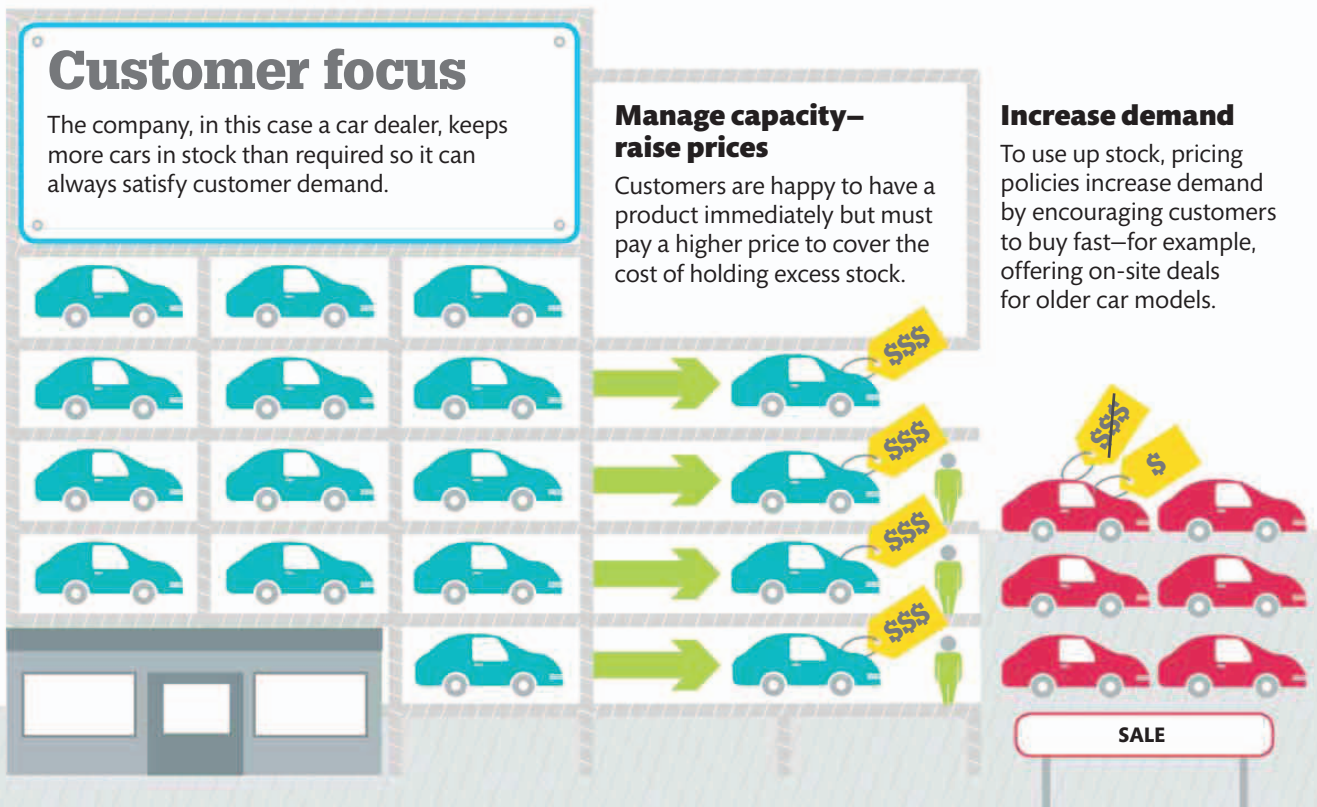 Customer focus
The company, in this case a car dealer, keeps
more cars in stock than required so it can
always satisfy customer demand.
Manage capacity—
raise prices
Customers are happy to have a
product immediately but must
pay a higher price to cover the
cost of holding excess stock.
Increase demand
To use up stock, pricing
policies increase demand
by encouraging customers
to buy fast—for example,
offering on-site deals
for older car models.
$$$
$$$
$$$
$$$
$$$
$
SALE